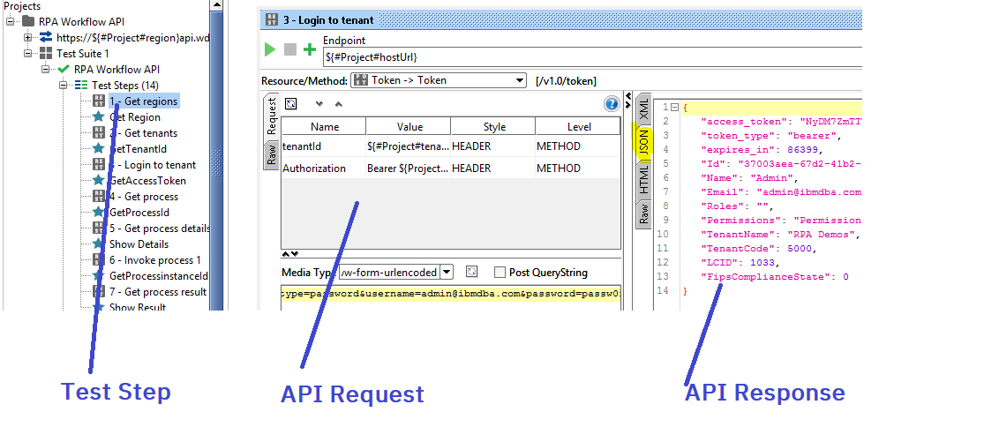 Projects
RPA Workflow API
https://${#Project#region}api.wd
Test Suite 1
RPA Workflow API
Test Steps (14)
1 - Get regions
Get Region
2 - Get tenants
GetTenantId
3 - Login to tenant
GetAccessToken
4 - Get process
GetProcessId
5 - Get process details
Show Details
6 - Invoke process 1
GetProcessinstanceId
7 - Get process result
Show Result
3 - Login to tenant
Endpoint
${#Project#hostUrl}
Resource/Method: Token -> Token [/v1.0/token]
Request
Raw
Name Value Style Level
tenantId ${#Project#tena... HEADER METHOD
Authorization Bearer ${Project... HEADER METHOD
Media Typ /w-form-urlencoded Post QueryString
type=password&username=admin@ibmdba.com&password=passw0
XML
JSON
HTML
Raw
1 {
2 "access_token": "NyDM7ZmTT
3 "token_type": "bearer",
4 "expires_in": 86399,
5 "Id": "37003aea-67d2-41b2-
6 "Name": "Admin",
7 "Email": "admin@ibmdba.com
8 "Roles": "",
9 "Permissions": "Permission
10 "TenantName": "RPA Demos",
11 "TenantCode": 5000,
12 "LCID": 1033,
13 "FipsComplianceState": 0
14 }
Test Step
API Request
API Response